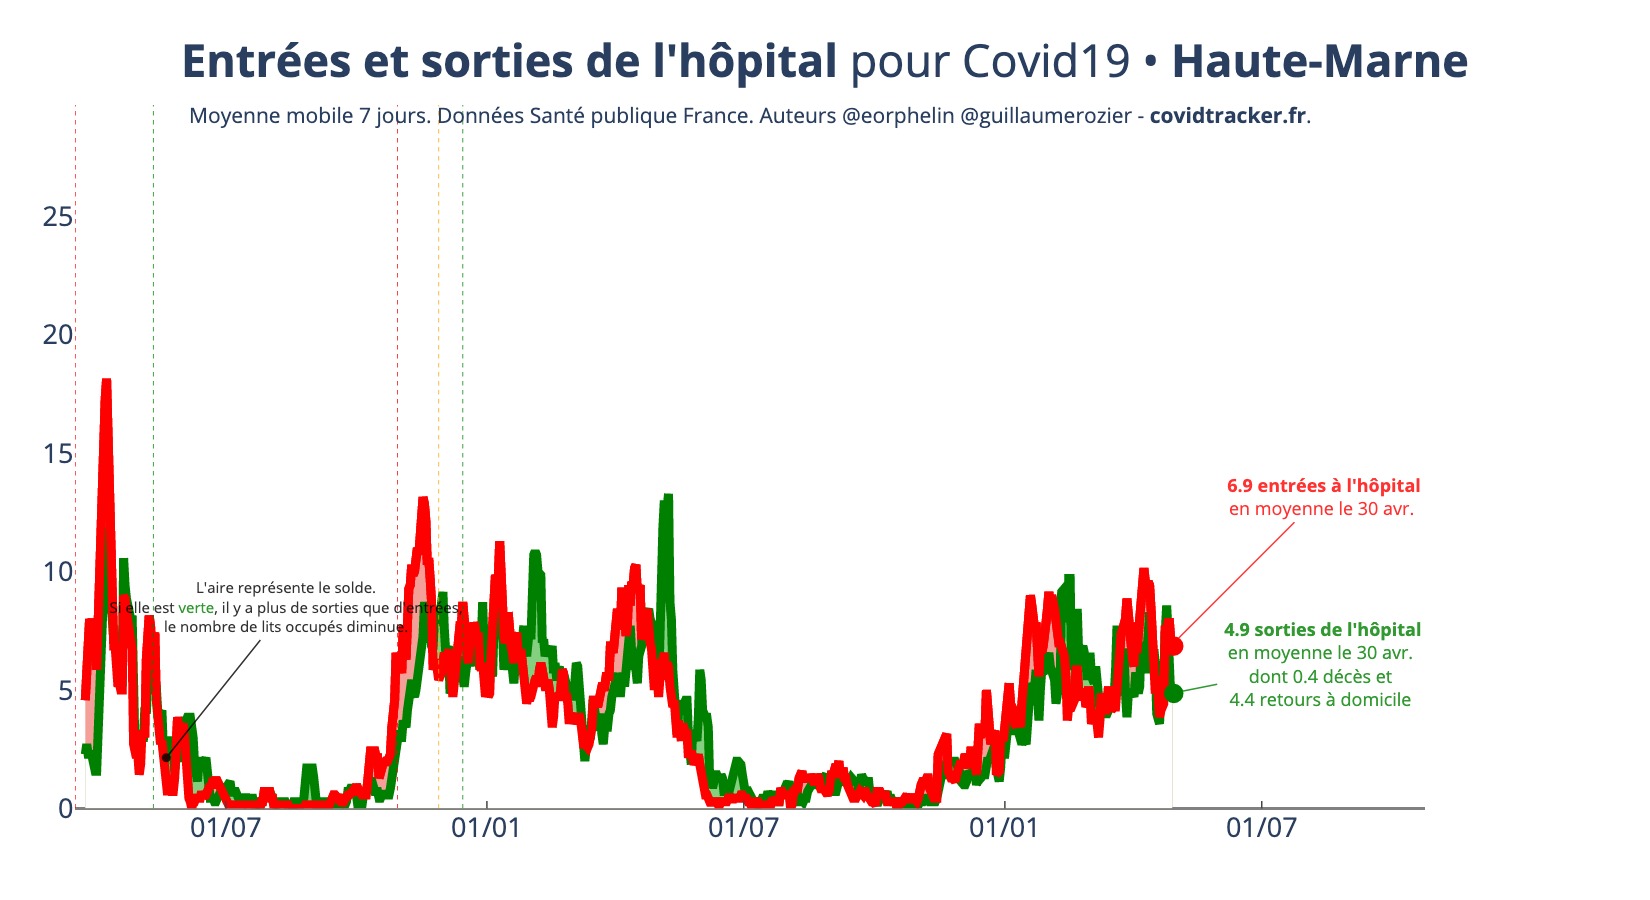 Entrées et sorties de l'hôpital pour Covid19 • Haute-Marne
Moyenne mobile 7 jours. Données Santé publique France. Auteurs @eorphelin @guillaumerozier - covidtracker.fr.
25
20
15
10
5
0
L'aire représente le solde.
Si elle est verte, il y a plus de sorties que d'entrées,
le nombre de lits occupés diminue.
6.9 entrées à l'hôpital
en moyenne le 30 avr.
4.9 sorties de l'hôpital
en moyenne le 30 avr.
dont 0.4 décès et
4.4 retours à domicile
01/07
01/01
01/07
01/01
01/07